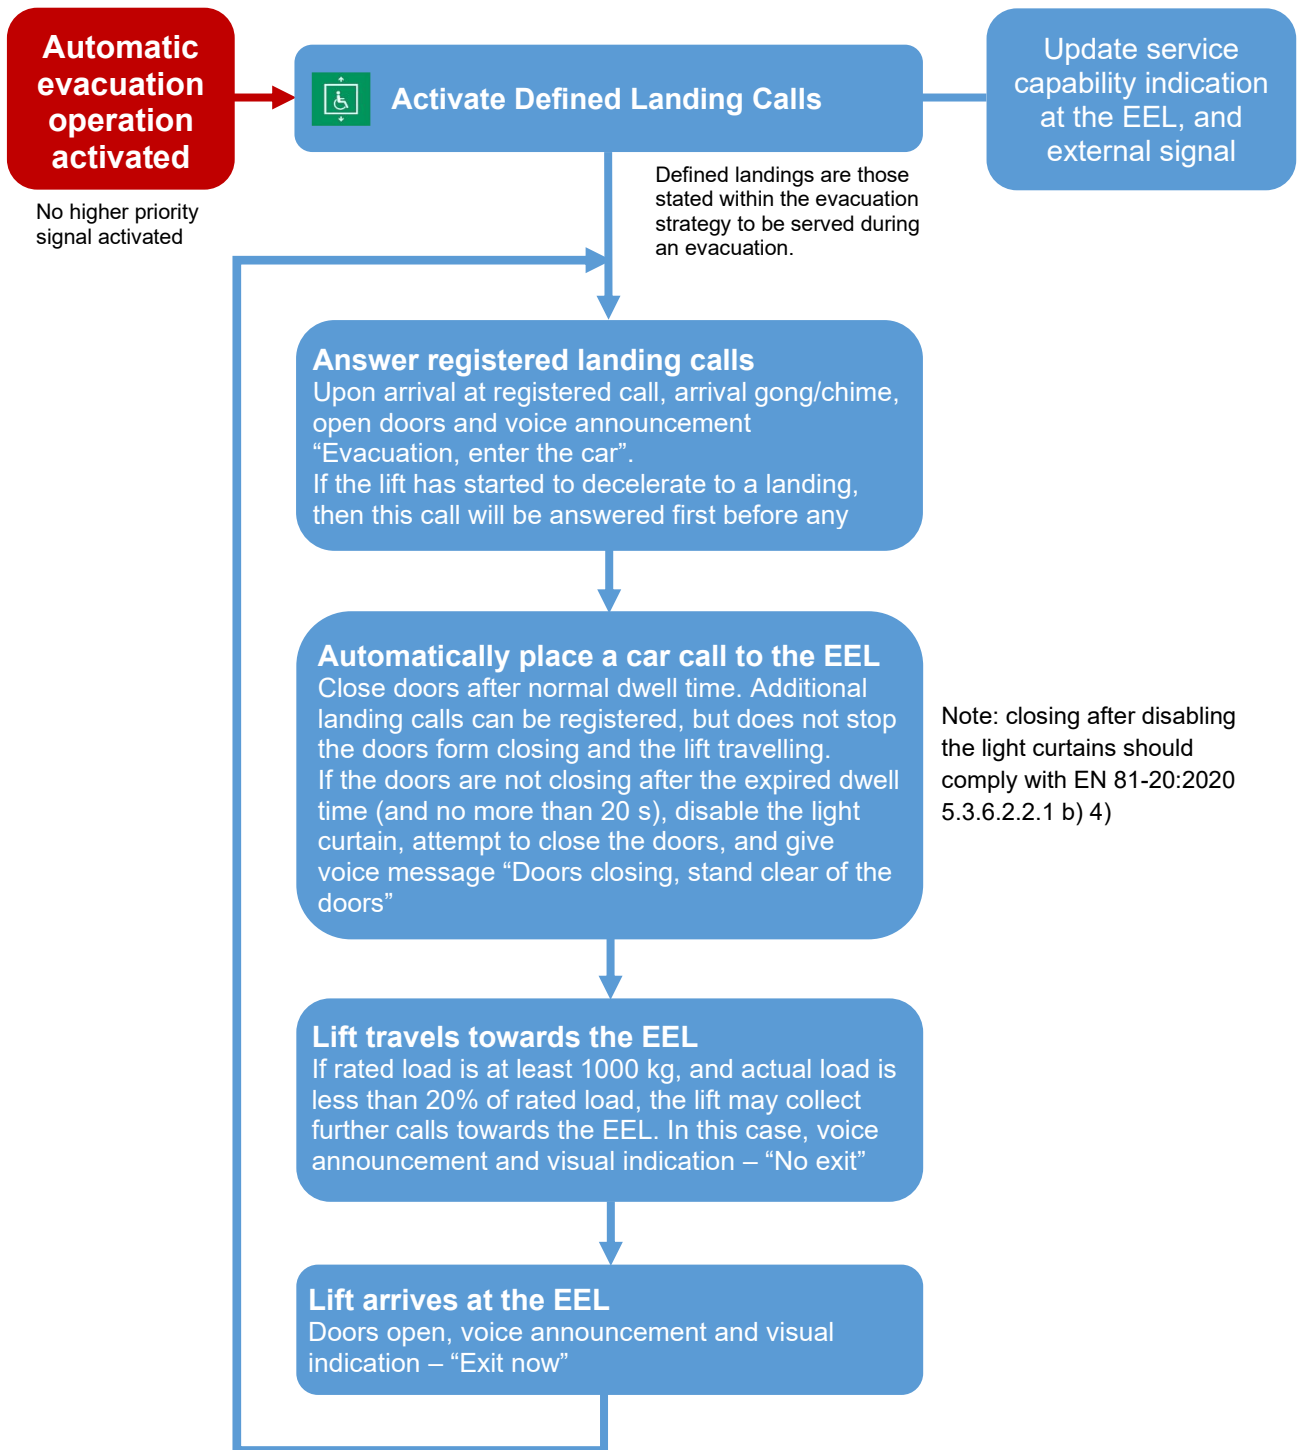 Automatic
evacuation
operation
activated
No higher priority
signal activated
Activate Defined Landing Calls
Update service
capability indication
at the EEL, and
external signal
Defined landings are those
stated within the evacuation
strategy to be served during
an evacuation.
Answer registered landing calls
Upon arrival at registered call, arrival gong/chime,
open doors and voice announcement
“Evacuation, enter the car”.
If the lift has started to decelerate to a landing,
then this call will be answered first before any
Automatically place a car call to the EEL
Close doors after normal dwell time. Additional
landing calls can be registered, but does not stop
the doors form closing and the lift travelling.
If the doors are not closing after the expired dwell
time (and no more than 20 s), disable the light
curtain, attempt to close the doors, and give
voice message “Doors closing, stand clear of the
doors”
Note: closing after disabling
the light curtains should
comply with EN 81-20:2020
5.3.6.2.2.1 b) 4)
Lift travels towards the EEL
If rated load is at least 1000 kg, and actual load is
less than 20% of rated load, the lift may collect
further calls towards the EEL. In this case, voice
announcement and visual indication – “No exit”
Lift arrives at the EEL
Doors open, voice announcement and visual
indication – “Exit now”